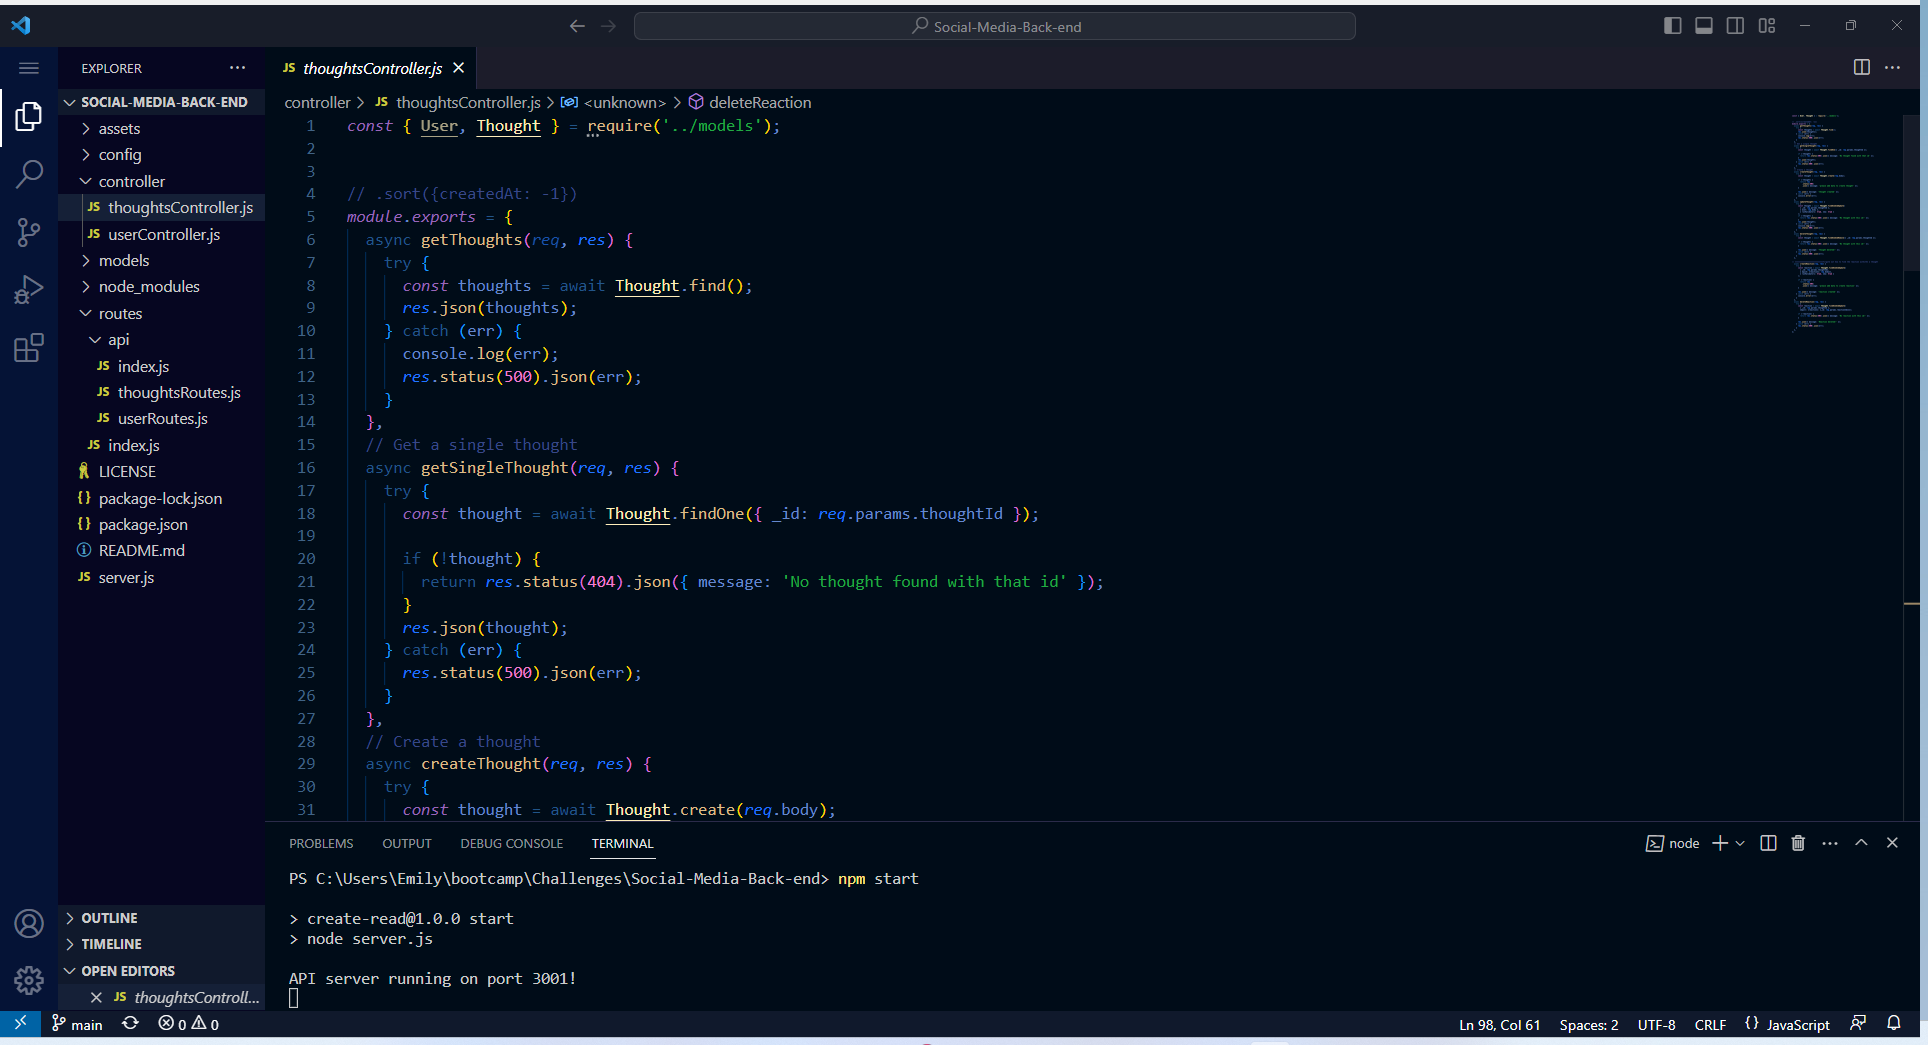 Social-Media-Back-end
EXPLORER
SOCIAL-MEDIA-BACK-END
assets
config
controller
JS thoughtsController.js
JS userController.js
models
node_modules
routes
api
JS index.js
JS thoughtsRoutes.js
JS userRoutes.js
JS index.js
LICENSE
{} package-lock.json
{} package.json
README.md
JS server.js
OUTLINE
TIMELINE
OPEN EDITORS
JS thoughtsControll...
JS thoughtsController.js
controller > JS thoughtsController.js > <unknown> > deleteReaction
1 const { User, Thought } = require('../models');
2
3
4 // .sort({createdAt: -1})
5 module.exports = {
6 async getThoughts(req, res) {
7 try {
8 const thoughts = await Thought.find();
9 res.json(thoughts);
10 } catch (err) {
11 console.log(err);
12 res.status(500).json(err);
13 }
14 },
15 // Get a single thought
16 async getSingleThought(req, res) {
17 try {
18 const thought = await Thought.findOne({ _id: req.params.thoughtId });
19
20 if (!thought) {
21 return res.status(404).json({ message: 'No thought found with that id' });
22 }
23 res.json(thought);
24 } catch (err) {
25 res.status(500).json(err);
26 }
27 },
28 // Create a thought
29 async createThought(req, res) {
30 try {
31 const thought = await Thought.create(req.body);
PROBLEMS OUTPUT DEBUG CONSOLE TERMINAL
node
PS C:\Users\Emily\bootcamp\Challenges\Social-Media-Back-end> npm start
> create-read@1.0.0 start
> node server.js
API server running on port 3001!
main 0 0 Ln 98, Col 61 Spaces: 2 UTF-8 CRLF {} JavaScript